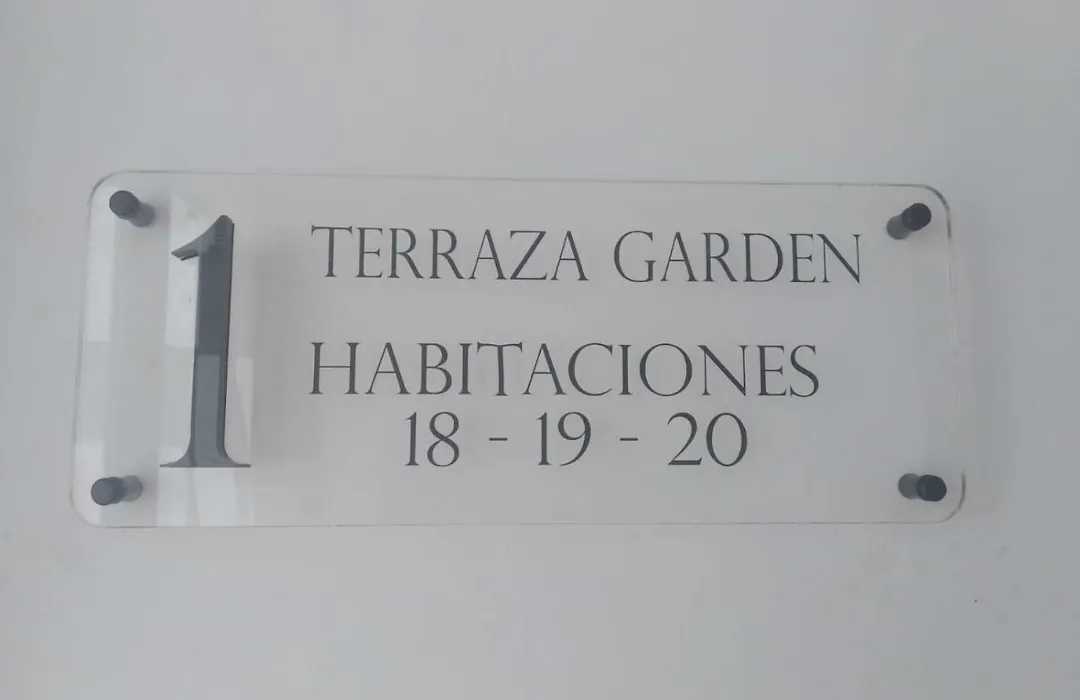 1
TERRAZA GARDEN
HABITACIONES
18 - 19 - 20